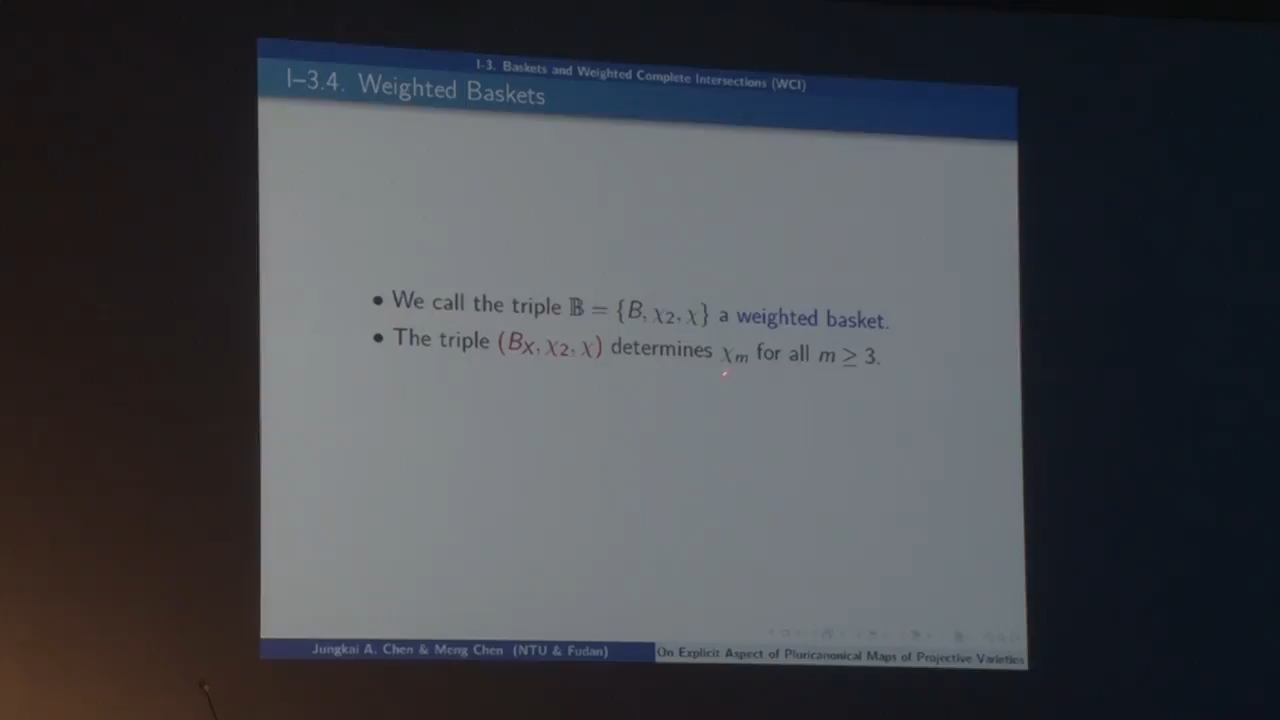 I-3. Baskets and Weighted Complete Intersections (WCI)
I–3.4. Weighted Baskets
• We call the triple 𝔹 = {B, χ₂, χ} a weighted basket.
• The triple (B_X, χ₂, χ) determines χ_m for all m ≥ 3.
Jungkai A. Chen & Meng Chen (NTU & Fudan)
On Explicit Aspect of Pluricanonical Maps of Projective Varieties